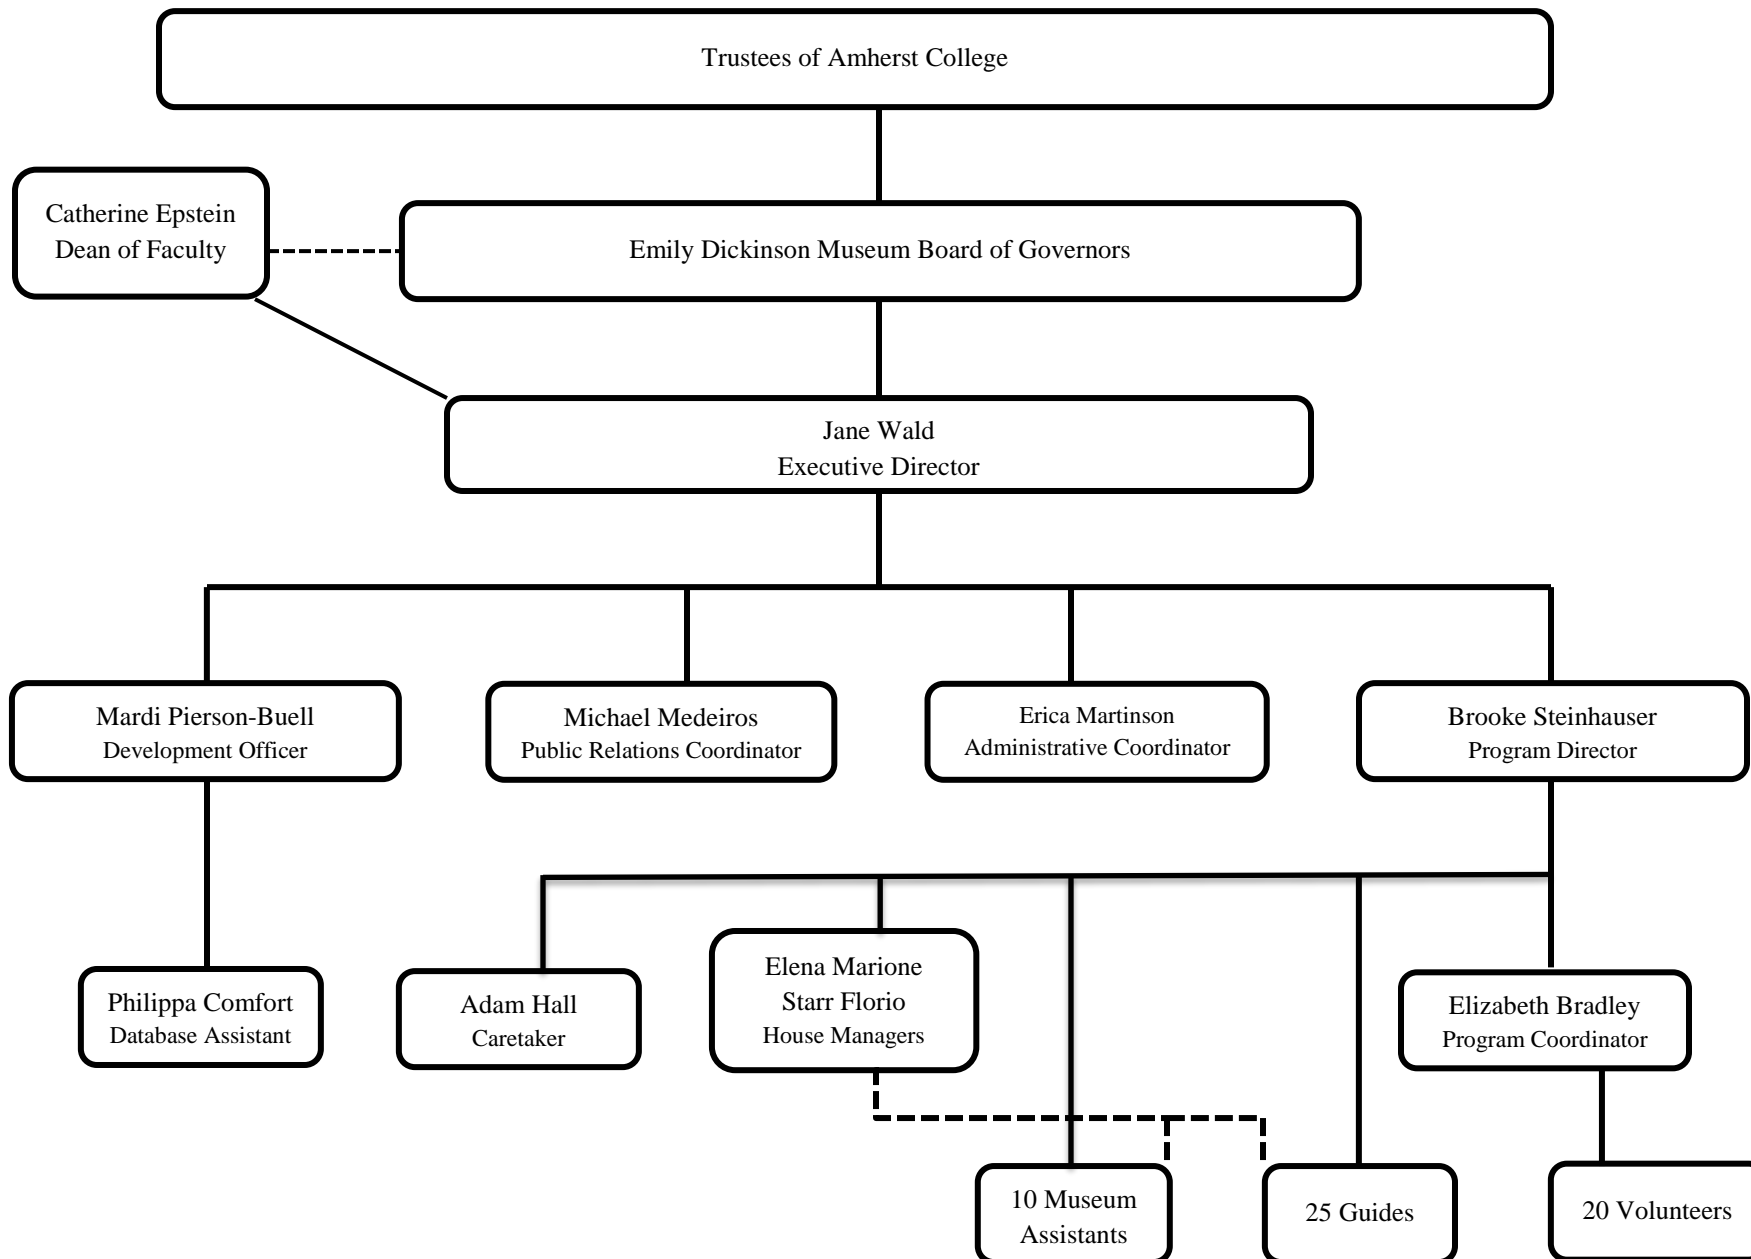 Trustees of Amherst College
Catherine Epstein
Dean of Faculty
Emily Dickinson Museum Board of Governors
Jane Wald
Executive Director
Mardi Pierson-Buell
Development Officer
Michael Medeiros
Public Relations Coordinator
Erica Martinson
Administrative Coordinator
Brooke Steinhauser
Program Director
Philippa Comfort
Database Assistant
Adam Hall
Caretaker
Elena Marione
Starr Florio
House Managers
Elizabeth Bradley
Program Coordinator
10 Museum
Assistants
25 Guides
20 Volunteers